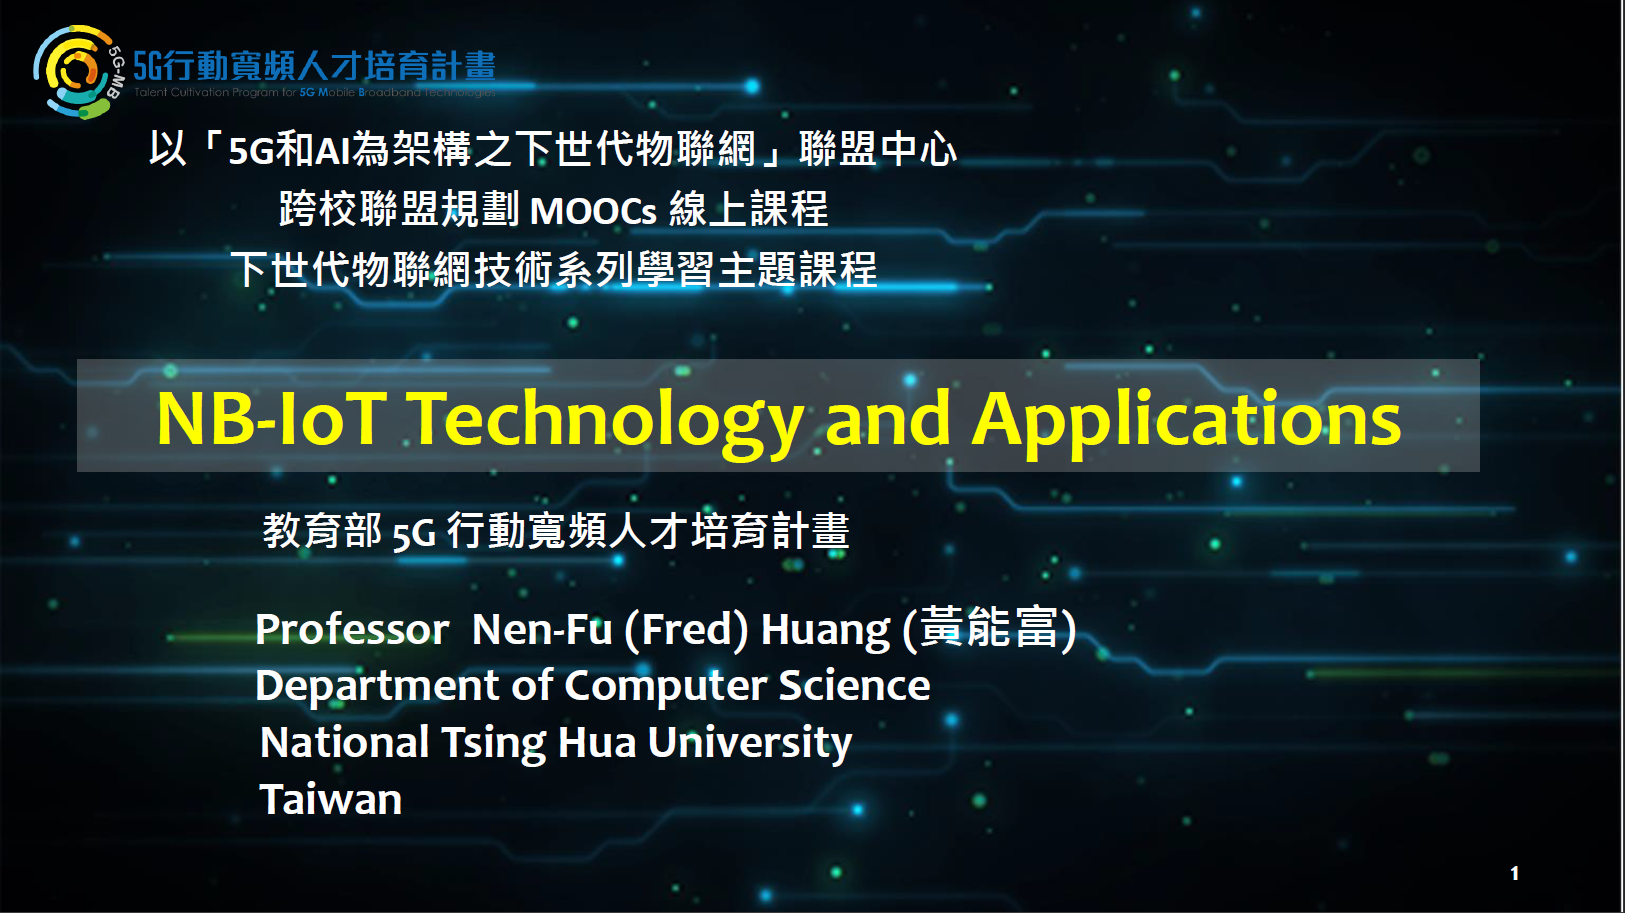 5G行動寬頻人才培育計畫
Talent Cultivation Program for 5G Mobile Broadband Technologies
5G-MB
以「5G和AI為架構之下世代物聯網」聯盟中心
跨校聯盟規劃 MOOCs 線上課程
下世代物聯網技術系列學習主題課程
NB-IoT Technology and Applications
教育部 5G 行動寬頻人才培育計畫
Professor Nen-Fu (Fred) Huang (黃能富)
Department of Computer Science
National Tsing Hua University
Taiwan
1